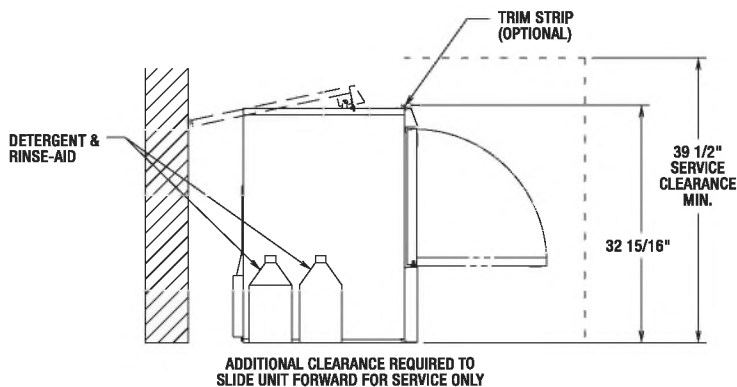 TRIM STRIP
(OPTIONAL)
DETERGENT &
RINSE-AID
39 1/2"
SERVICE
CLEARANCE
MIN.
32 15/16"
ADDITIONAL CLEARANCE REQUIRED TO
SLIDE UNIT FORWARD FOR SERVICE ONLY